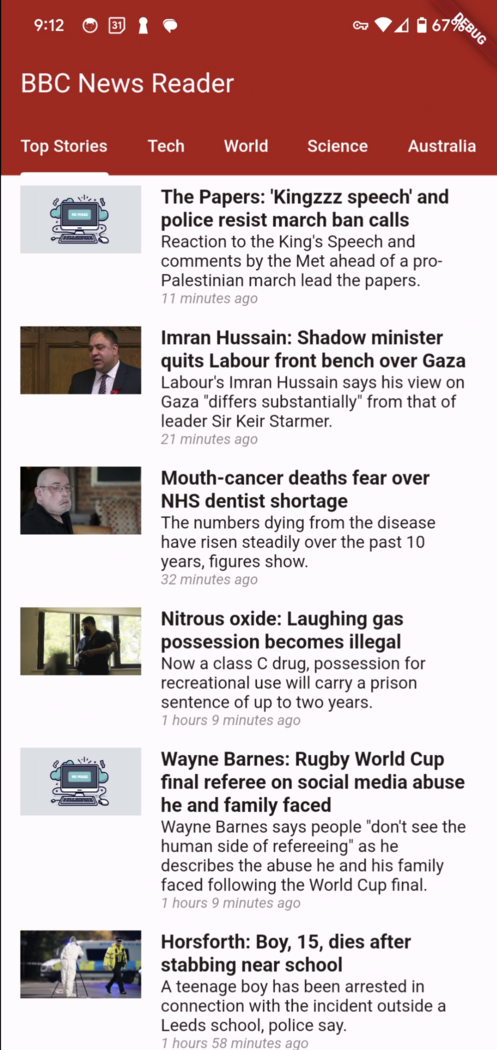 9:12
31
67%
DEBUG
BBC News Reader
Top Stories Tech World Science Australia
The Papers: 'Kingzzz speech' and
police resist march ban calls
Reaction to the King's Speech and
comments by the Met ahead of a pro-
Palestinian march lead the papers.
11 minutes ago
Imran Hussain: Shadow minister
quits Labour front bench over Gaza
Labour's Imran Hussain says his view on
Gaza "differs substantially" from that of
leader Sir Keir Starmer.
21 minutes ago
Mouth-cancer deaths fear over
NHS dentist shortage
The numbers dying from the disease
have risen steadily over the past 10
years, figures show.
32 minutes ago
Nitrous oxide: Laughing gas
possession becomes illegal
Now a class C drug, possession for
recreational use will carry a prison
sentence of up to two years.
1 hours 9 minutes ago
Wayne Barnes: Rugby World Cup
final referee on social media abuse
he and family faced
Wayne Barnes says people "don't see the
human side of refereeing" as he
describes the abuse he and his family
faced following the World Cup final.
1 hours 9 minutes ago
Horsforth: Boy, 15, dies after
stabbing near school
A teenage boy has been arrested in
connection with the incident outside a
Leeds school, police say.
1 hours 58 minutes ago